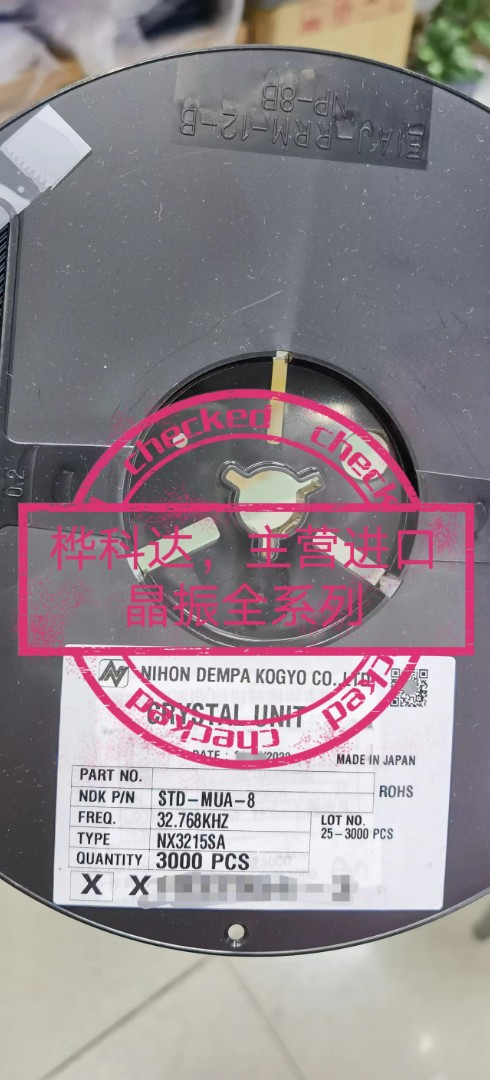 EIAJ-RRM-12-B
NP-8B
0.2
checked
checked
桦科达，主营进口
晶振全系列
checked
checked
NIHON DEMPA KOGYO CO., LTD.
CRYSTAL UNIT
DATE :
MADE IN JAPAN
PART NO.
ROHS
NDK P/N STD-MUA-8
FREQ. 32.768KHZ
LOT NO.
25-3000 PCS
TYPE NX3215SA
QUANTITY 3000 PCS
X X